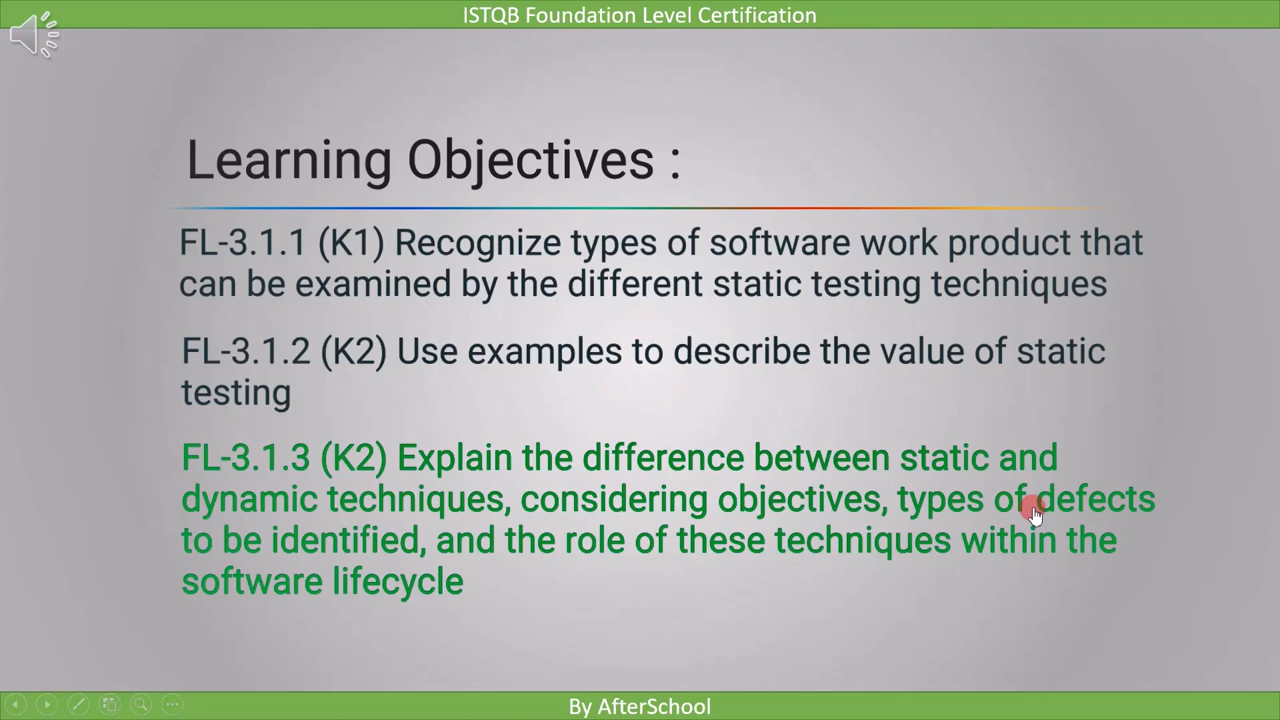 ISTQB Foundation Level Certification
Learning Objectives :
FL-3.1.1 (K1) Recognize types of software work product that
can be examined by the different static testing techniques
FL-3.1.2 (K2) Use examples to describe the value of static
testing
FL-3.1.3 (K2) Explain the difference between static and
dynamic techniques, considering objectives, types of defects
to be identified, and the role of these techniques within the
software lifecycle
By AfterSchool